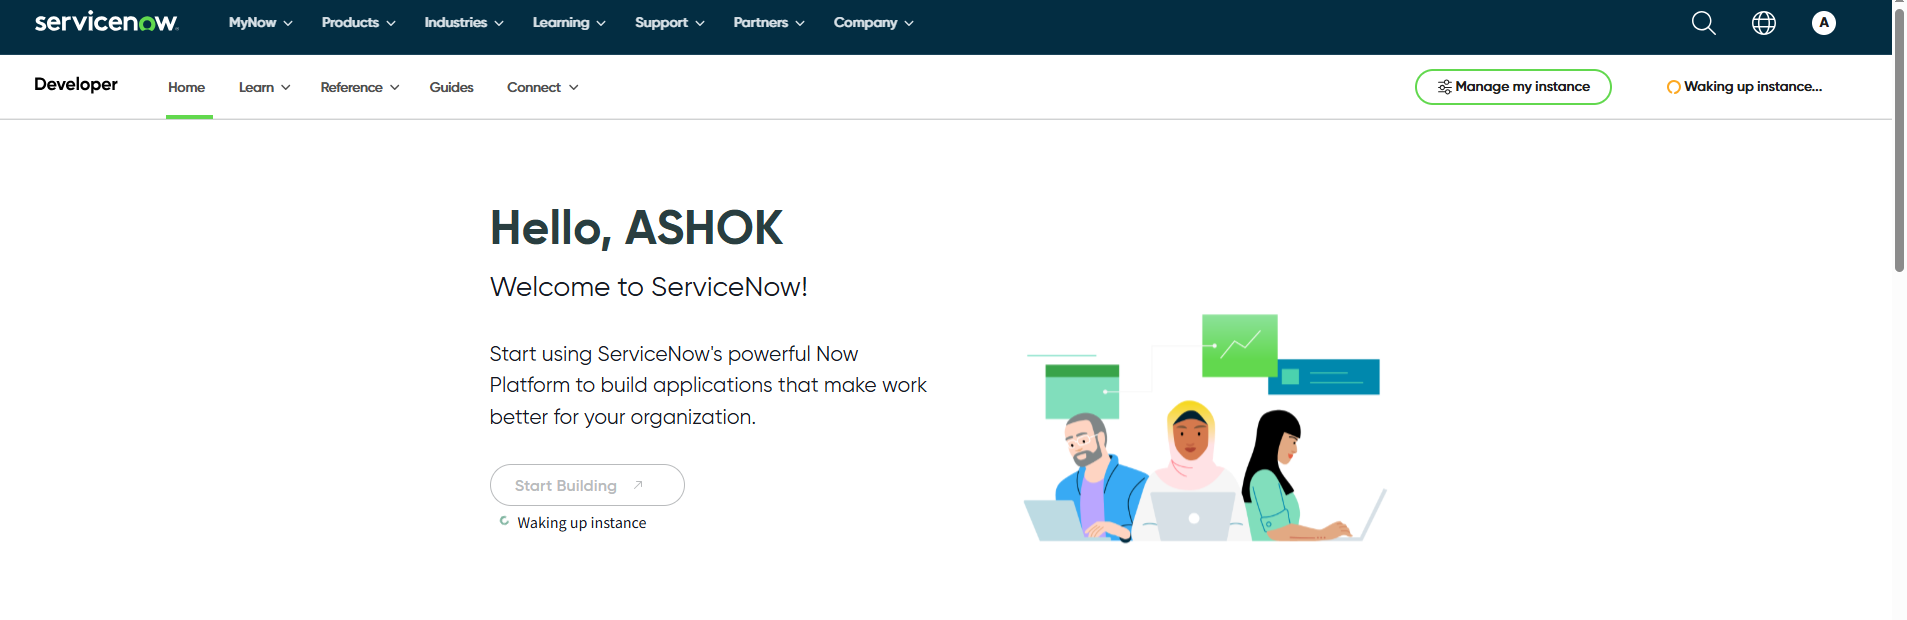 servicenow MyNow Products Industries Learning Support Partners Company A
Developer Home Learn Reference Guides Connect Manage my instance Waking up instance...
Hello, ASHOK
Welcome to ServiceNow!
Start using ServiceNow's powerful Now
Platform to build applications that make work
better for your organization.
Start Building
Waking up instance